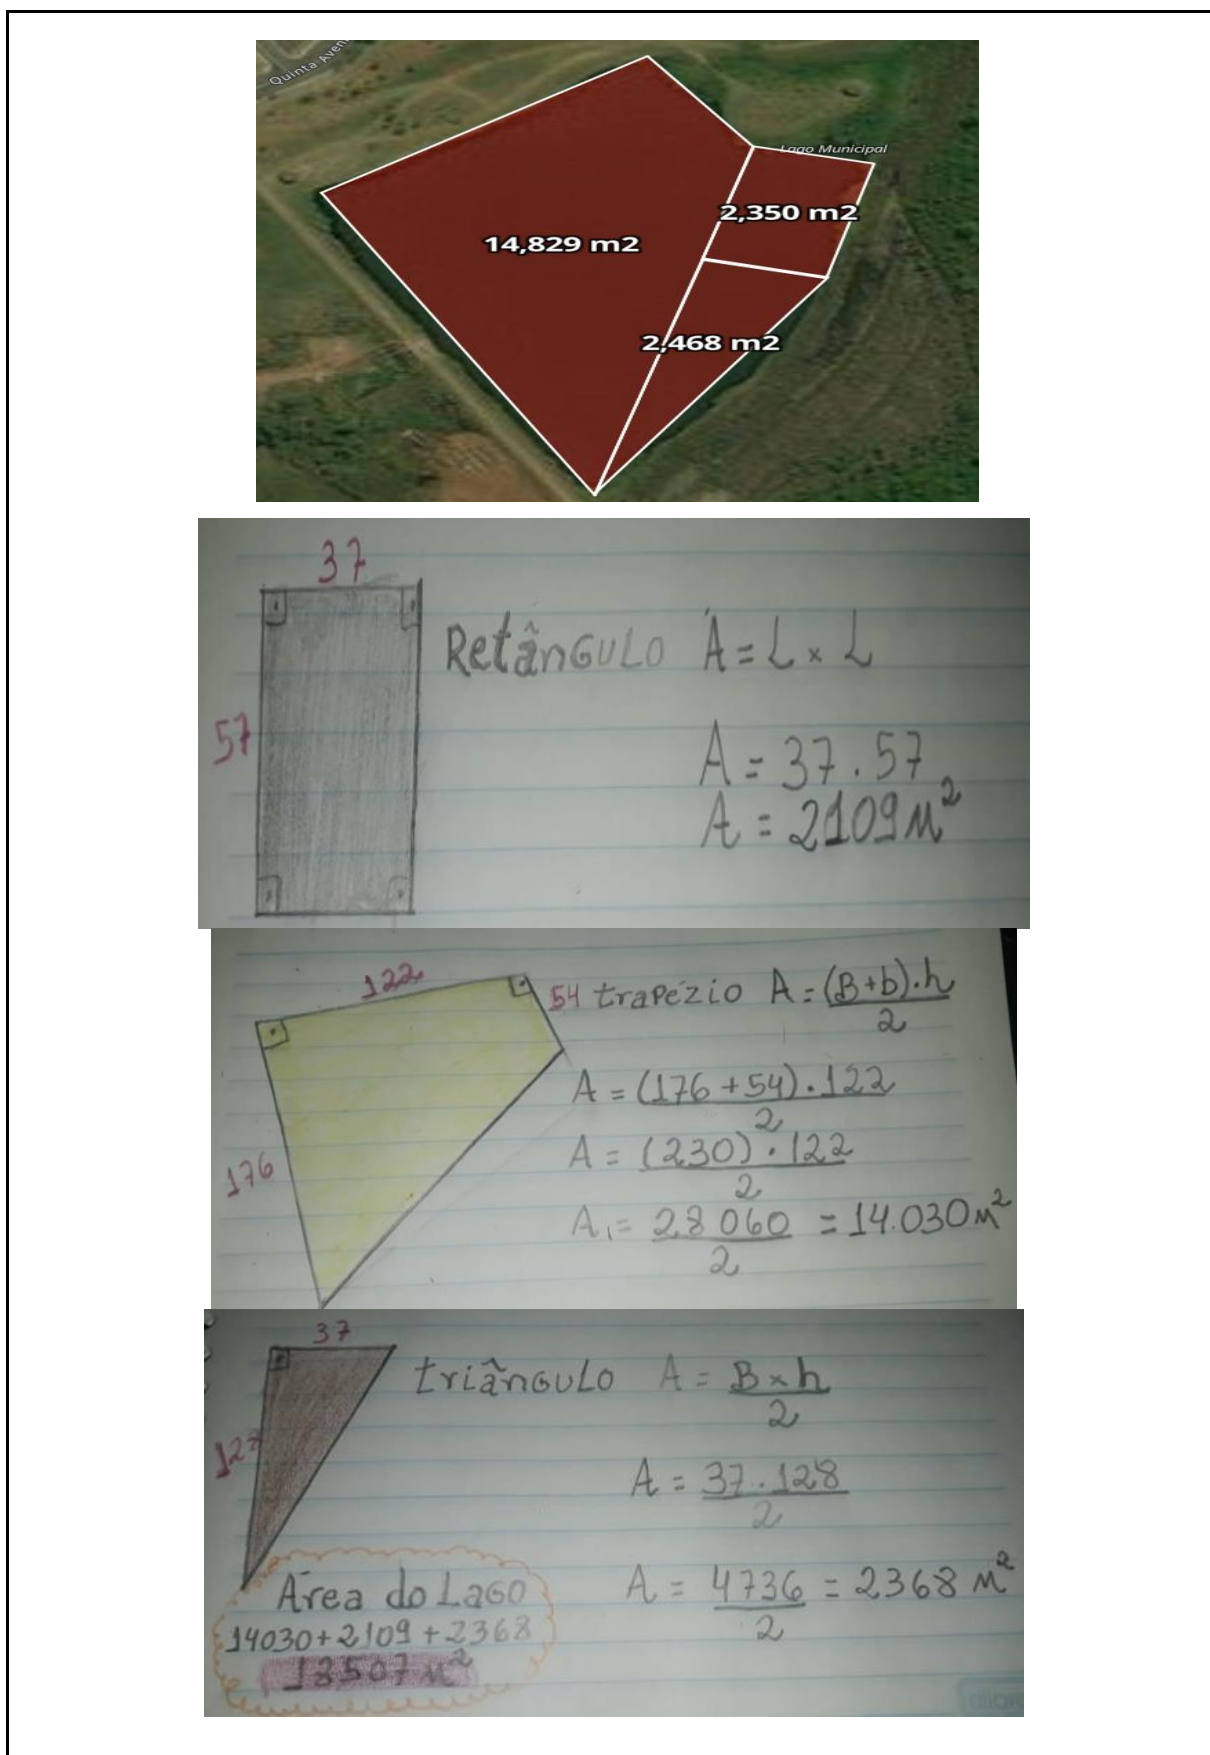 Quinta Aven
Lago Municipal
2,350 m2
14,829 m2
2,468 m2
37
57
RetânGULO A = L × L
A = 37 . 57
A = 2109 M²
122
54 trapézio A = (B+b).h
2
176
A = (176 + 54) . 122
2
A = (230) . 122
2
A = 28 060 = 14.030 M²
2
37
128
triânGULO A = B × h
2
A = 37 . 128
2
A = 4736 = 2368 M²
2
Área do LaGO
14030 + 2109 + 2368
18507 M²